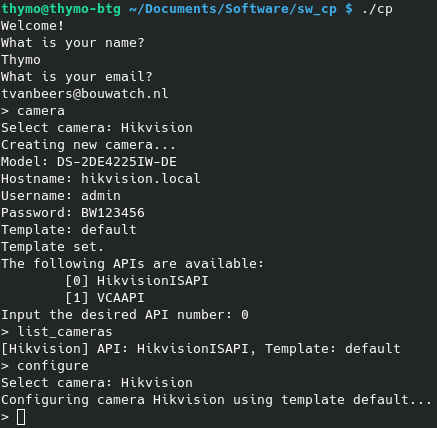 thymo@thymo-btg ~/Documents/Software/sw_cp $ ./cp
Welcome!
What is your name?
Thymo
What is your email?
tvanbeers@bouwatch.nl
> camera
Select camera: Hikvision
Creating new camera...
Model: DS-2DE4225IW-DE
Hostname: hikvision.local
Username: admin
Password: BW123456
Template: default
Template set.
The following APIs are available:
        [0] HikvisionISAPI
        [1] VCAAPI
Input the desired API number: 0
> list_cameras
[Hikvision] API: HikvisionISAPI, Template: default
> configure
Select camera: Hikvision
Configuring camera Hikvision using template default...
>